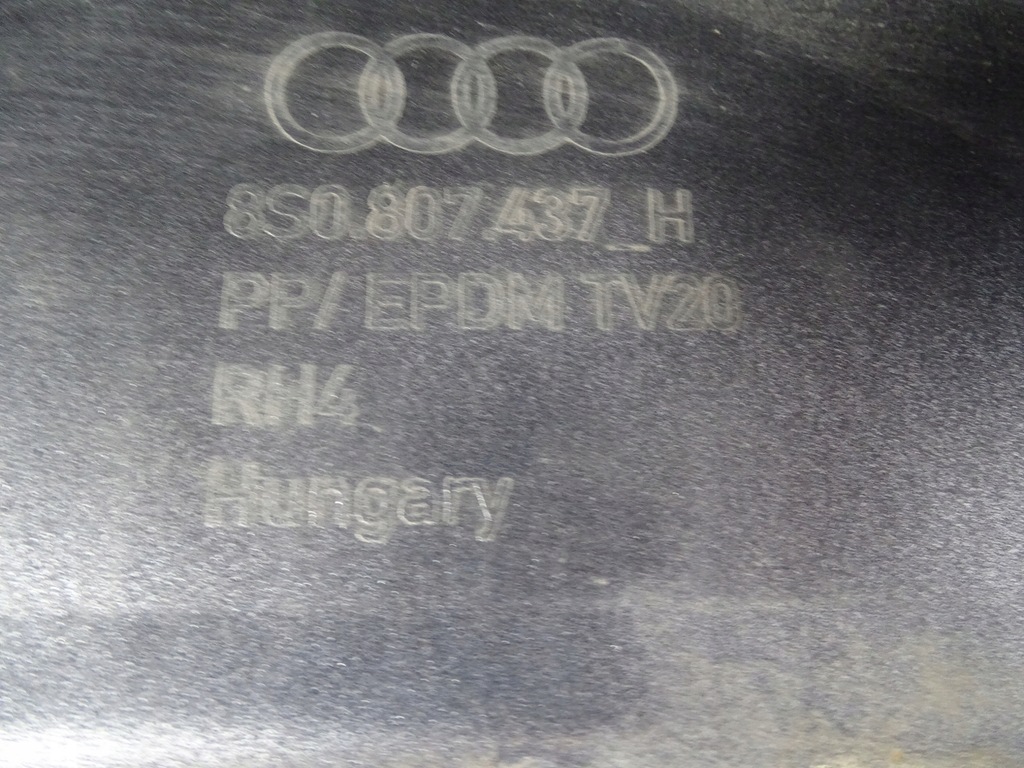 8S0.807.437_H
PP/EPDM TV20
RH4
Hungary